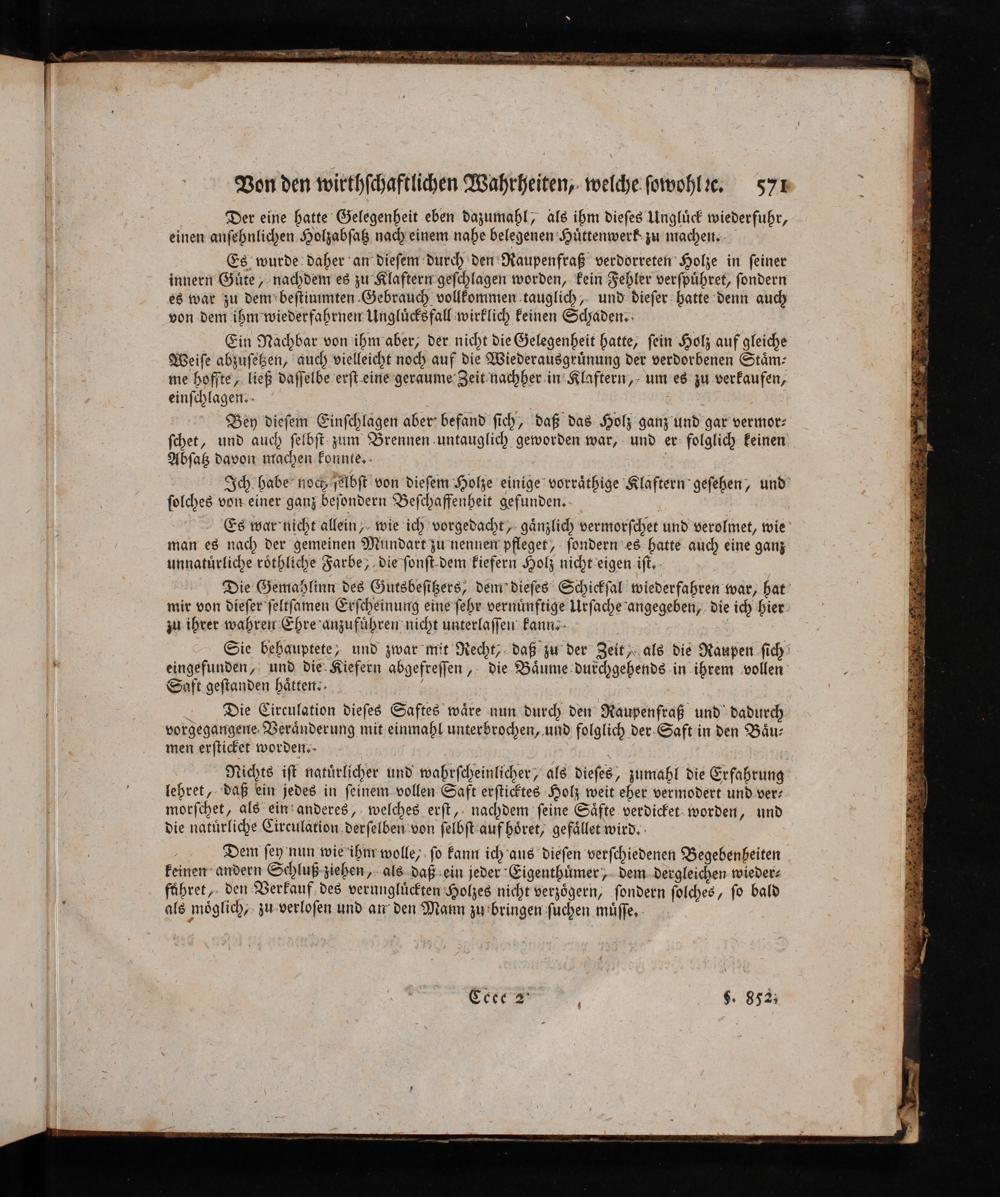 Von den wirthschaftlichen Wahrheiten, welche sowohl ꝛc. 571
Der eine hatte Gelegenheit eben dazumahl, als ihm dieses Unglück wiederfuhr,
einen ansehnlichen Holzabsatz nach einem nahe belegenen Hüttenwerk zu machen.
Es wurde daher an diesem durch den Raupenfraß verdorreten Holze in seiner
innern Güte, nachdem es zu Klaftern geschlagen worden, kein Fehler verspühret, sondern
es war zu dem bestimmten Gebrauch vollkommen tauglich, und dieser hatte denn auch
von dem ihm wiederfahrnen Unglücksfall wirklich keinen Schaden.
Ein Nachbar von ihm aber, der nicht die Gelegenheit hatte, sein Holz auf gleiche
Weise abzusetzen, auch vielleicht noch auf die Wiederausgrünung der verdorbenen Stäm-
me hoffte, ließ dasselbe erst eine geraume Zeit nachher in Klaftern, um es zu verkaufen,
einschlagen.
Bey diesem Einschlagen aber befand sich, daß das Holz ganz und gar vermor-
schet, und auch selbst zum Brennen untauglich geworden war, und er folglich keinen
Absatz davon machen konnte.
Ich habe noch selbst von diesem Holze einige vorräthige Klaftern gesehen, und
solches von einer ganz besondern Beschaffenheit gefunden.
Es war nicht allein, wie ich vorgedacht, gänzlich vermorschet und verolmet, wie
man es nach der gemeinen Mundart zu nennen pfleget, sondern es hatte auch eine ganz
unnatürliche röthliche Farbe, die sonst dem kiefern Holz nicht eigen ist.
Die Gemahlinn des Gutsbesitzers, dem dieses Schicksal wiederfahren war, hat
mir von dieser seltsamen Erscheinung eine sehr vernünftige Ursache angegeben, die ich hier
zu ihrer wahren Ehre anzuführen nicht unterlassen kann.
Sie behauptete, und zwar mit Recht, daß zu der Zeit, als die Raupen sich
eingefunden, und die Kiefern abgefressen, die Bäume durchgehends in ihrem vollen
Saft gestanden hätten.
Die Circulation dieses Saftes wäre nun durch den Raupenfraß und dadurch
vorgegangene Veränderung mit einmahl unterbrochen, und folglich der Saft in den Bäu-
men ersticket worden.
Nichts ist natürlicher und wahrscheinlicher, als dieses, zumahl die Erfahrung
lehret, daß ein jedes in seinem vollen Saft ersticktes Holz weit eher vermodert und ver-
morschet, als ein anderes, welches erst, nachdem seine Säfte verdicket worden, und
die natürliche Circulation derselben von selbst aufhöret, gefället wird.
Dem sey nun wie ihm wolle, so kann ich aus diesen verschiedenen Begebenheiten
keinen andern Schluß ziehen, als daß ein jeder Eigenthümer, dem dergleichen wieder-
fähret, den Verkauf des verunglückten Holzes nicht verzögern, sondern solches, so bald
als möglich, zu verlosen und an den Mann zu bringen suchen müsse.
Cccc 2
§. 852.